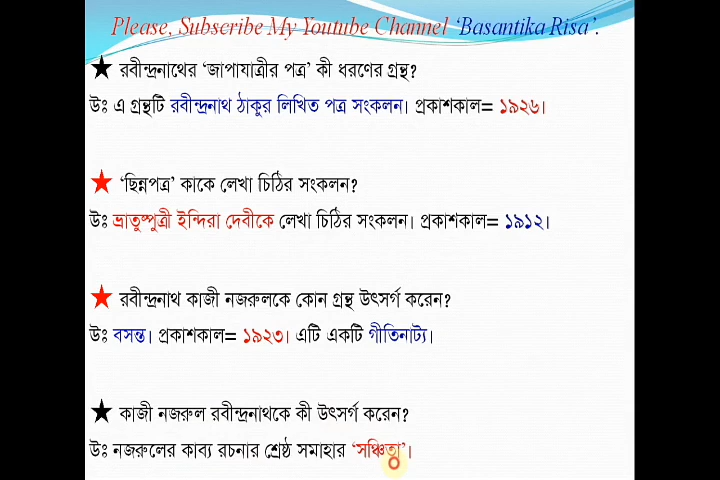 Please, Subscribe My Youtube Channel ‘Basantika Risa’.
★ রবীন্দ্রনাথের ‘জাপাযাত্রীর পত্র’ কী ধরণের গ্রন্থ?
উঃ এ গ্রন্থটি রবীন্দ্রনাথ ঠাকুর লিখিত পত্র সংকলন। প্রকাশকাল= ১৯২৬।
★ ‘ছিন্নপত্র’ কাকে লেখা চিঠির সংকলন?
উঃ ভ্রাতুষ্পুত্রী ইন্দিরা দেবীকে লেখা চিঠির সংকলন। প্রকাশকাল= ১৯১২।
★ রবীন্দ্রনাথ কাজী নজরুলকে কোন গ্রন্থ উৎসর্গ করেন?
উঃ বসন্ত। প্রকাশকাল= ১৯২৩। এটি একটি গীতিনাট্য।
★ কাজী নজরুল রবীন্দ্রনাথকে কী উৎসর্গ করেন?
উঃ নজরুলের কাব্য রচনার শ্রেষ্ঠ সমাহার ‘সঞ্চিতা’।